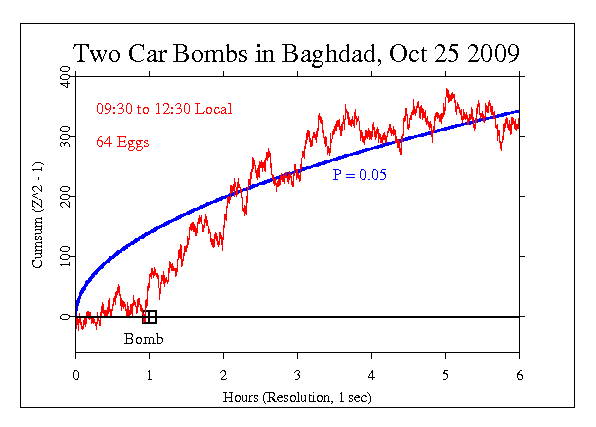 Two Car Bombs in Baghdad, Oct 25 2009
400
300
200
100
0
Cumsum (Z^2 - 1)
09:30 to 12:30 Local
64 Eggs
P = 0.05
Bomb
0 1 2 3 4 5 6
Hours (Resolution, 1 sec)